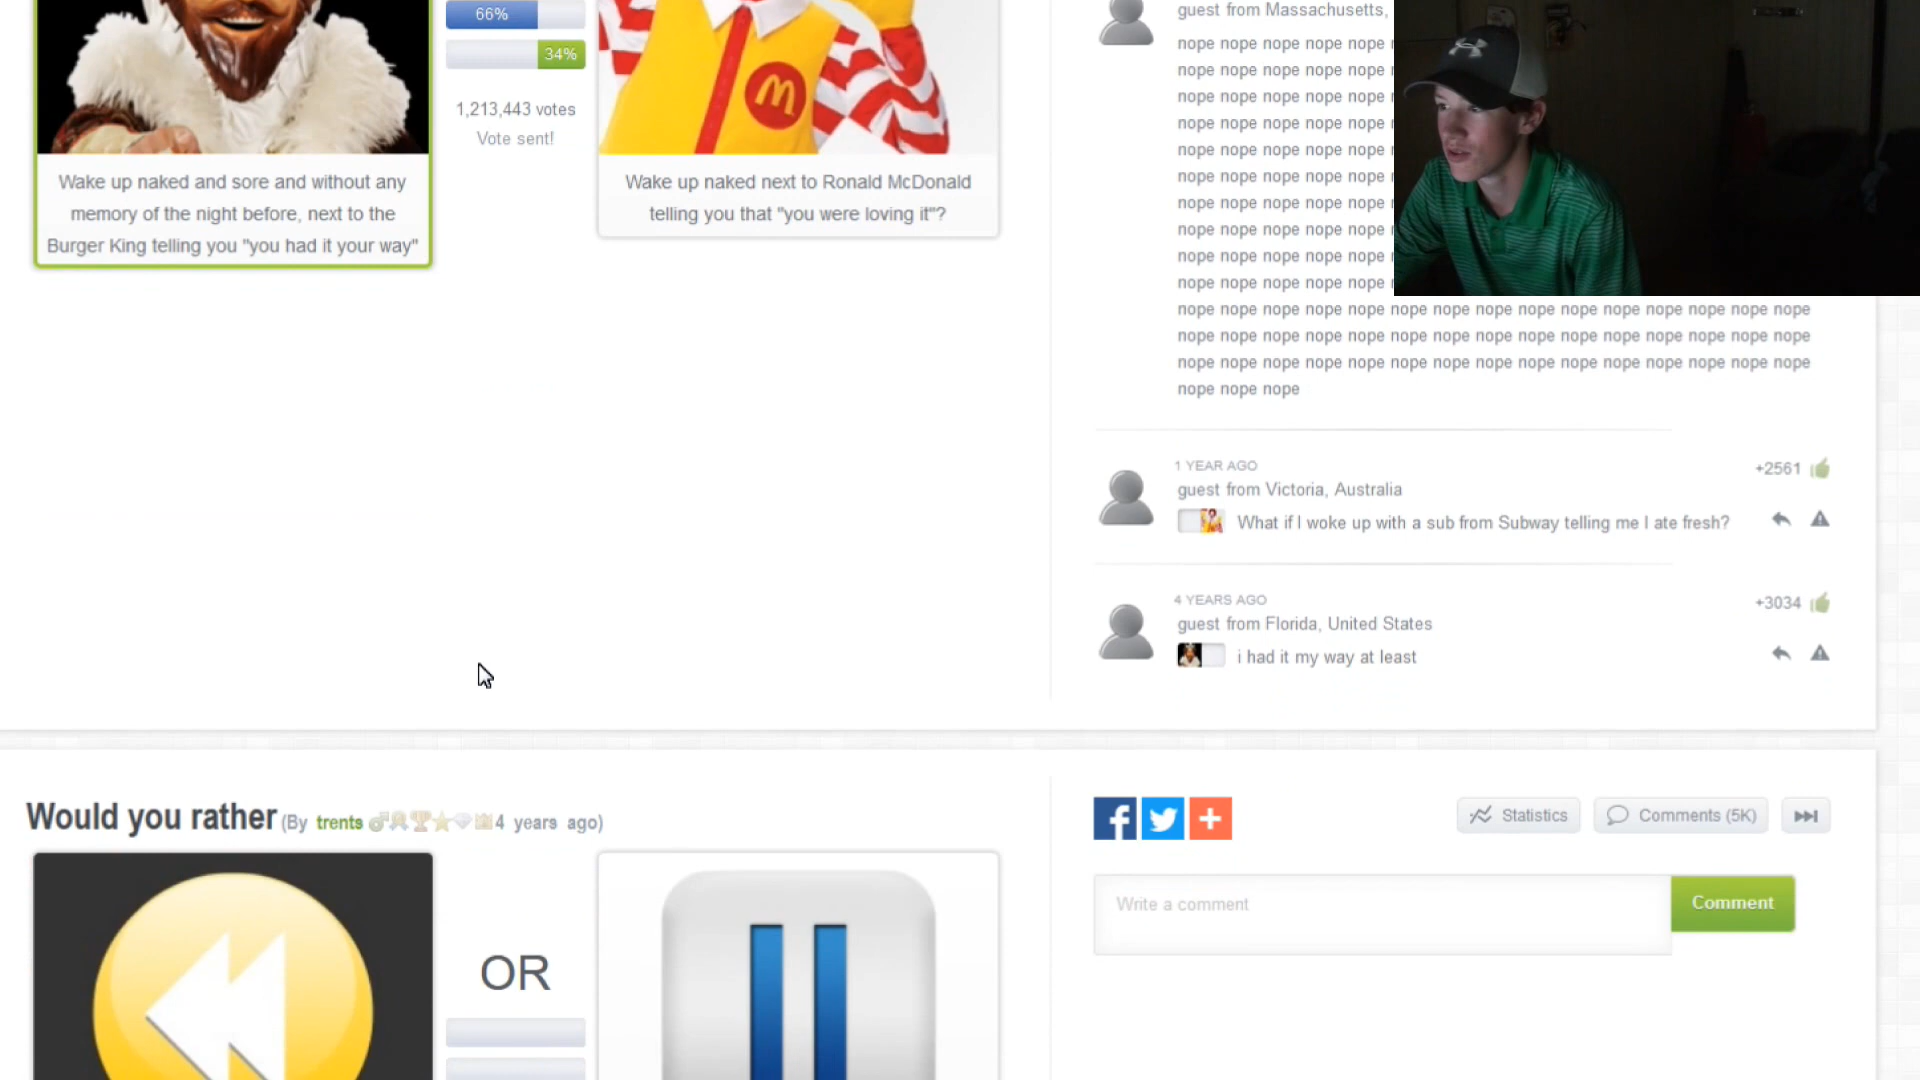 66%
34%
1,213,443 votes
Vote sent!
Wake up naked and sore and without any
memory of the night before, next to the
Burger King telling you "you had it your way"
Wake up naked next to Ronald McDonald
telling you that "you were loving it"?
guest from Massachusetts,
nope nope nope nope nope
nope nope nope nope nope
nope nope nope nope nope
nope nope nope nope nope
nope nope nope nope nope
nope nope nope nope nope
nope nope nope nope nope
nope nope nope nope nope
nope nope nope nope nope
nope nope nope nope nope
nope nope nope nope nope nope nope nope nope nope nope nope nope nope nope
nope nope nope nope nope nope nope nope nope nope nope nope nope nope nope
nope nope nope nope nope nope nope nope nope nope nope nope nope nope nope
nope nope nope
1 YEAR AGO
+2561
guest from Victoria, Australia
What if I woke up with a sub from Subway telling me I ate fresh?
4 YEARS AGO
+3034
guest from Florida, United States
i had it my way at least
Would you rather (By trents 4 years ago)
OR
Statistics
Comments (5K)
Write a comment
Comment